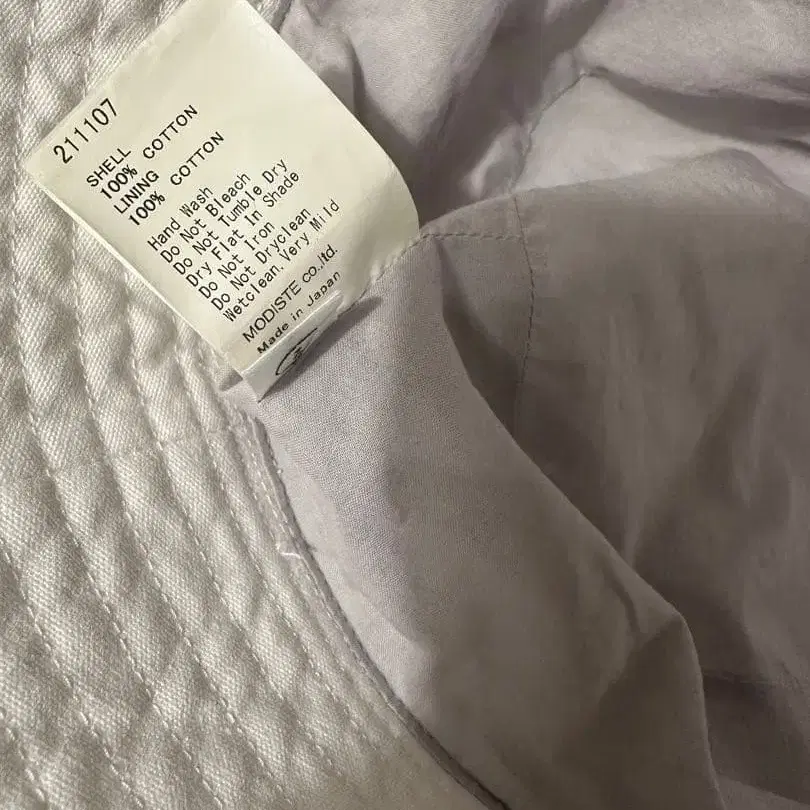 211107
SHELL
100% COTTON
LINING
100% COTTON
Hand Wash
Do Not Bleach
Do Not Tumble Dry
Dry Flat In Shade
Do Not Iron
Do Not Dryclean
Wetclean Very Mild
MODISTE CO.,ltd.
Made in Japan